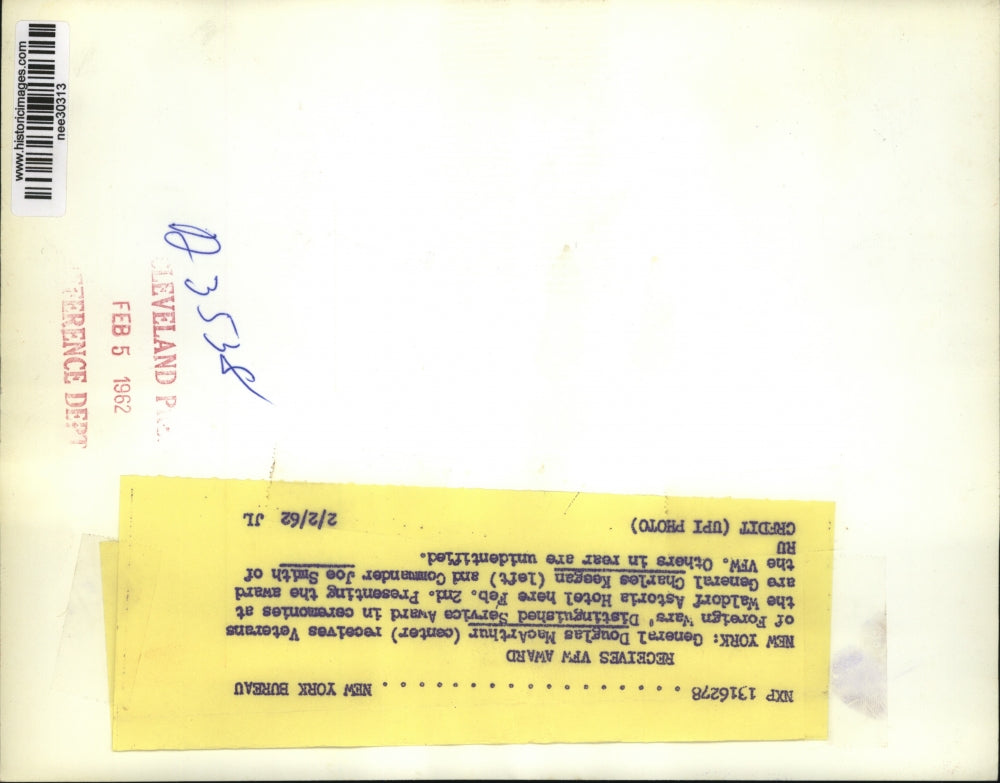 www.historicimages.com
nee30313
D 3538
LEVELAND P
FEB 5 1962
FERENCE DEPT
NXP 1316278 . . . . . . . . . . . . . . . . . . NEW YORK BUREAU
RECEIVES VFW AWARD
NEW YORK: General Douglas MacArthur (center) receives Veterans
of Foreign Wars' Distinguished Service Award in ceremonies at
the Waldorf Astoria Hotel here Feb. 2nd. Presenting the award
are General Charles Keegan (left) and Commander Joe Smith of
the VFW. Others in rear are unidentified.
RU
CREDIT (UPI PHOTO) 2/2/62 JL